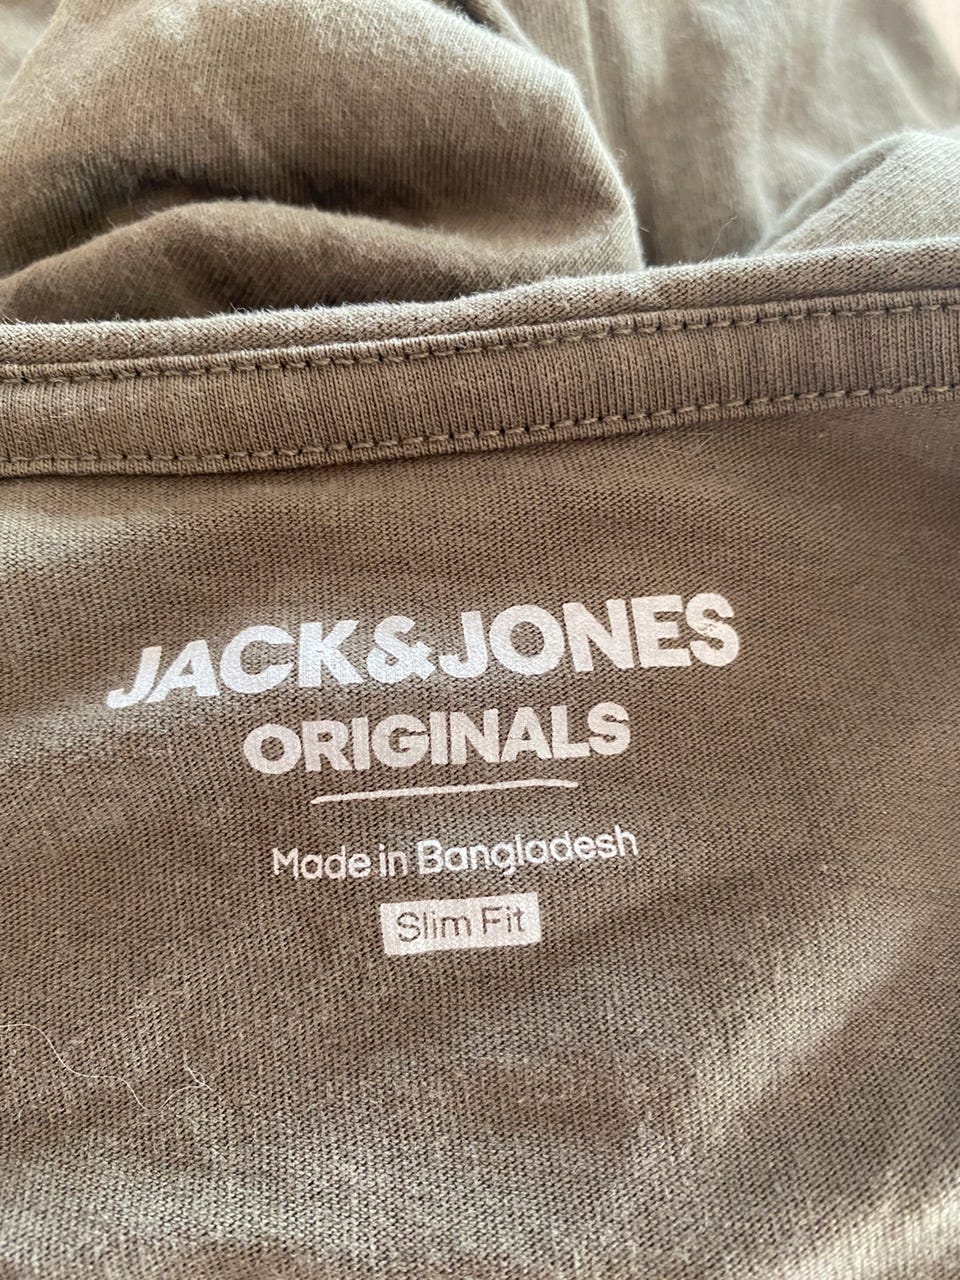 JACK&JONES
ORIGINALS
Made in Bangladesh
Slim Fit